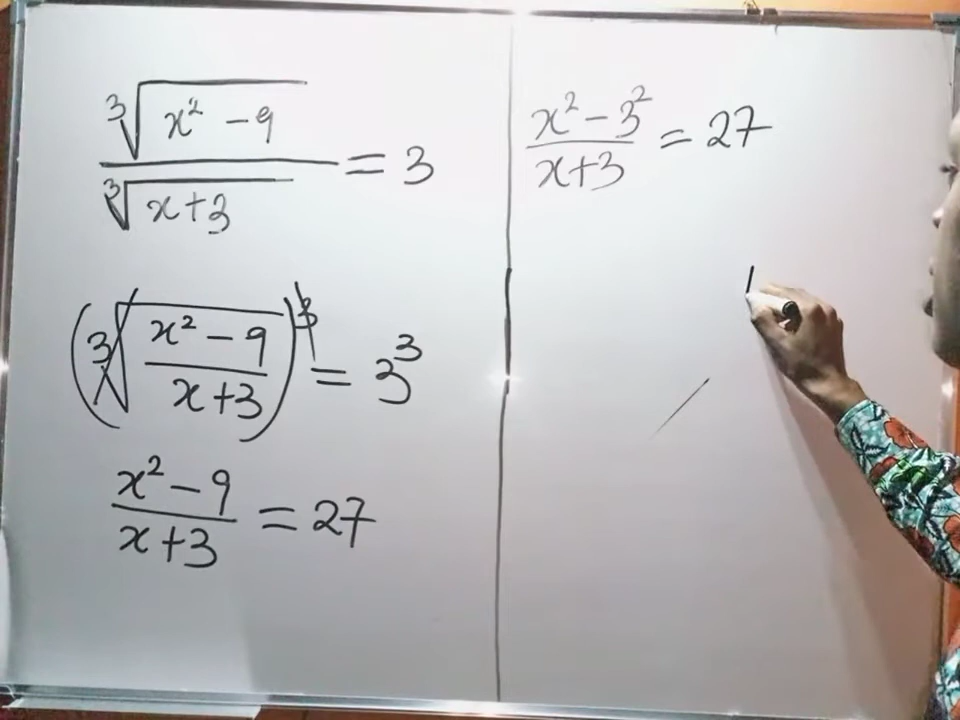 ∛(x² - 9) / ∛(x+3) = 3
(∛((x² - 9) / (x+3)))³ = 3³
(x² - 9) / (x+3) = 27
(x² - 3²) / (x+3) = 27